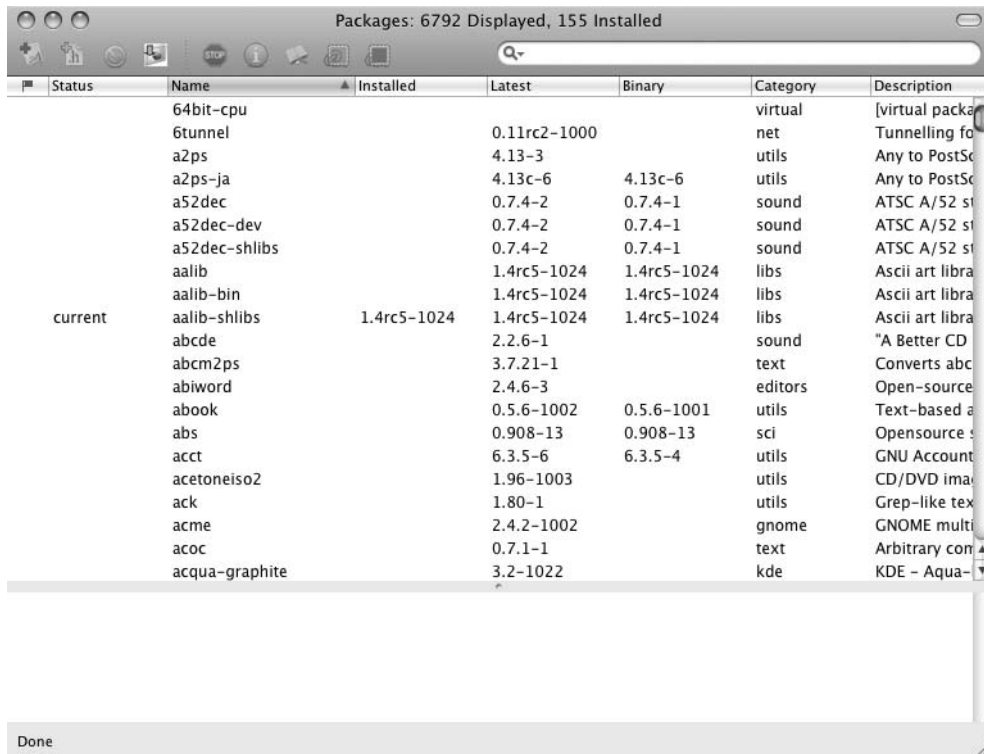 Packages: 6792 Displayed, 155 Installed
STOP
Status Name Installed Latest Binary Category Description
64bit-cpu virtual [virtual packa
6tunnel 0.11rc2-1000 net Tunnelling fo
a2ps 4.13-3 utils Any to PostSc
a2ps-ja 4.13c-6 4.13c-6 utils Any to PostSc
a52dec 0.7.4-2 0.7.4-1 sound ATSC A/52 st
a52dec-dev 0.7.4-2 0.7.4-1 sound ATSC A/52 st
a52dec-shlibs 0.7.4-2 0.7.4-1 sound ATSC A/52 st
aalib 1.4rc5-1024 1.4rc5-1024 libs Ascii art libra
aalib-bin 1.4rc5-1024 1.4rc5-1024 libs Ascii art libra
current aalib-shlibs 1.4rc5-1024 1.4rc5-1024 1.4rc5-1024 libs Ascii art libra
abcde 2.2.6-1 sound "A Better CD
abcm2ps 3.7.21-1 text Converts abc
abiword 2.4.6-3 editors Open-source
abook 0.5.6-1002 0.5.6-1001 utils Text-based a
abs 0.908-13 0.908-13 sci Opensource s
acct 6.3.5-6 6.3.5-4 utils GNU Account
acetoneiso2 1.96-1003 utils CD/DVD ima
ack 1.80-1 utils Grep-like tex
acme 2.4.2-1002 gnome GNOME multi
acoc 0.7.1-1 text Arbitrary com
acqua-graphite 3.2-1022 kde KDE - Aqua-
Done